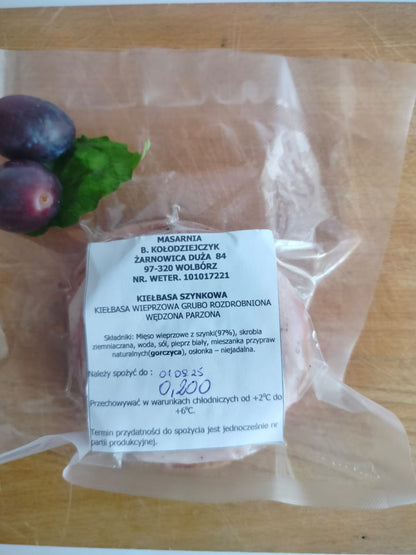 MASARNIA
B. KOŁODZIEJCZYK
ŻARNOWICA DUŻA 84
97-320 WOLBÓRZ
NR. WETER. 101017221
KIEŁBASA SZYNKOWA
KIEŁBASA WIEPRZOWA GRUBO ROZDROBNIONA
WĘDZONA PARZONA
Składniki: Mięso wieprzowe z szynki(97%), skrobia
ziemniaczana, woda, sól, pieprz biały, mieszanka przypraw
naturalnych(gorczyca), osłonka – niejadalna.
Należy spożyć do : 01.09.25
0,200
Przechowywać w warunkach chłodniczych od +2°C do
+6°C.
Termin przydatności do spożycia jest jednocześnie nr
partii produkcyjnej.